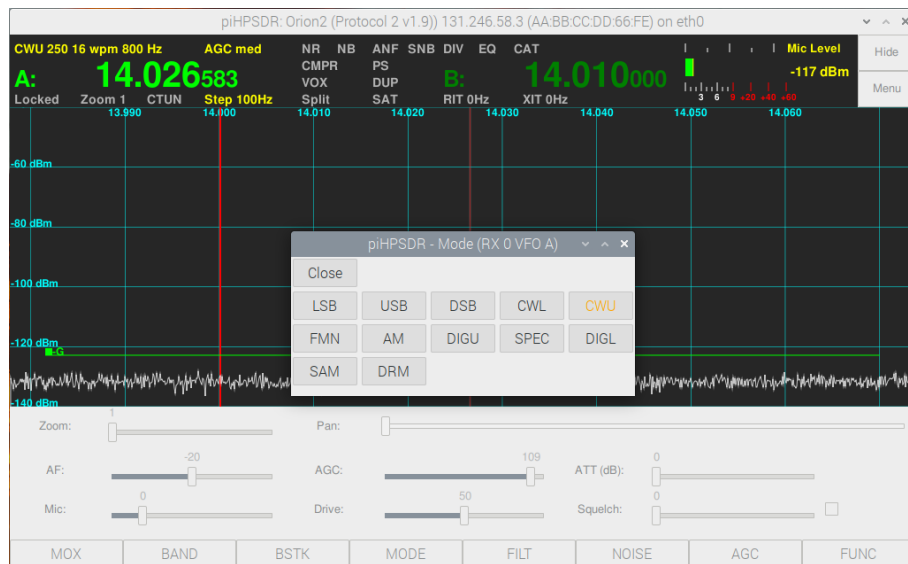 piHPSDR: Orion2 (Protocol 2 v1.9)) 131.246.58.3 (AA:BB:CC:DD:66:FE) on eth0
CWU 250 16 wpm 800 Hz AGC med NR NB ANF SNB DIV EQ CAT Mic Level Hide
CMPR PS
A: 14.026583 VOX DUP B: 14.010000 -117 dBm Menu
Locked Zoom 1 CTUN Step 100Hz Split SAT RIT 0Hz XIT 0Hz 3 6 9 +20 +40 +60
13.990 14.000 14.010 14.020 14.030 14.040 14.050 14.060
-60 dBm
-80 dBm
piHPSDR - Mode (RX 0 VFO A)
Close
-100 dBm
LSB USB DSB CWL CWU
FMN AM DIGU SPEC DIGL
-120 dBm
-G
SAM DRM
-140 dBm
Zoom: 1 Pan:
AF: -20 AGC: 109 ATT (dB): 0
Mic: 0 Drive: 50 Squelch: 0
MOX BAND BSTK MODE FILT NOISE AGC FUNC